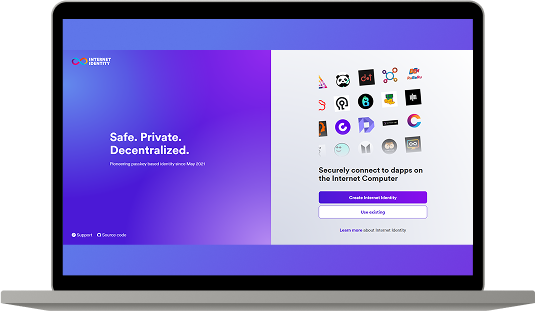 INTERNET
IDENTITY
Safe. Private.
Decentralized.
Pioneering passkey based identity since May 2021
Support
Source code
Securely connect to dapps on
the Internet Computer
Create Internet Identity
Use existing
Learn more about Internet Identity